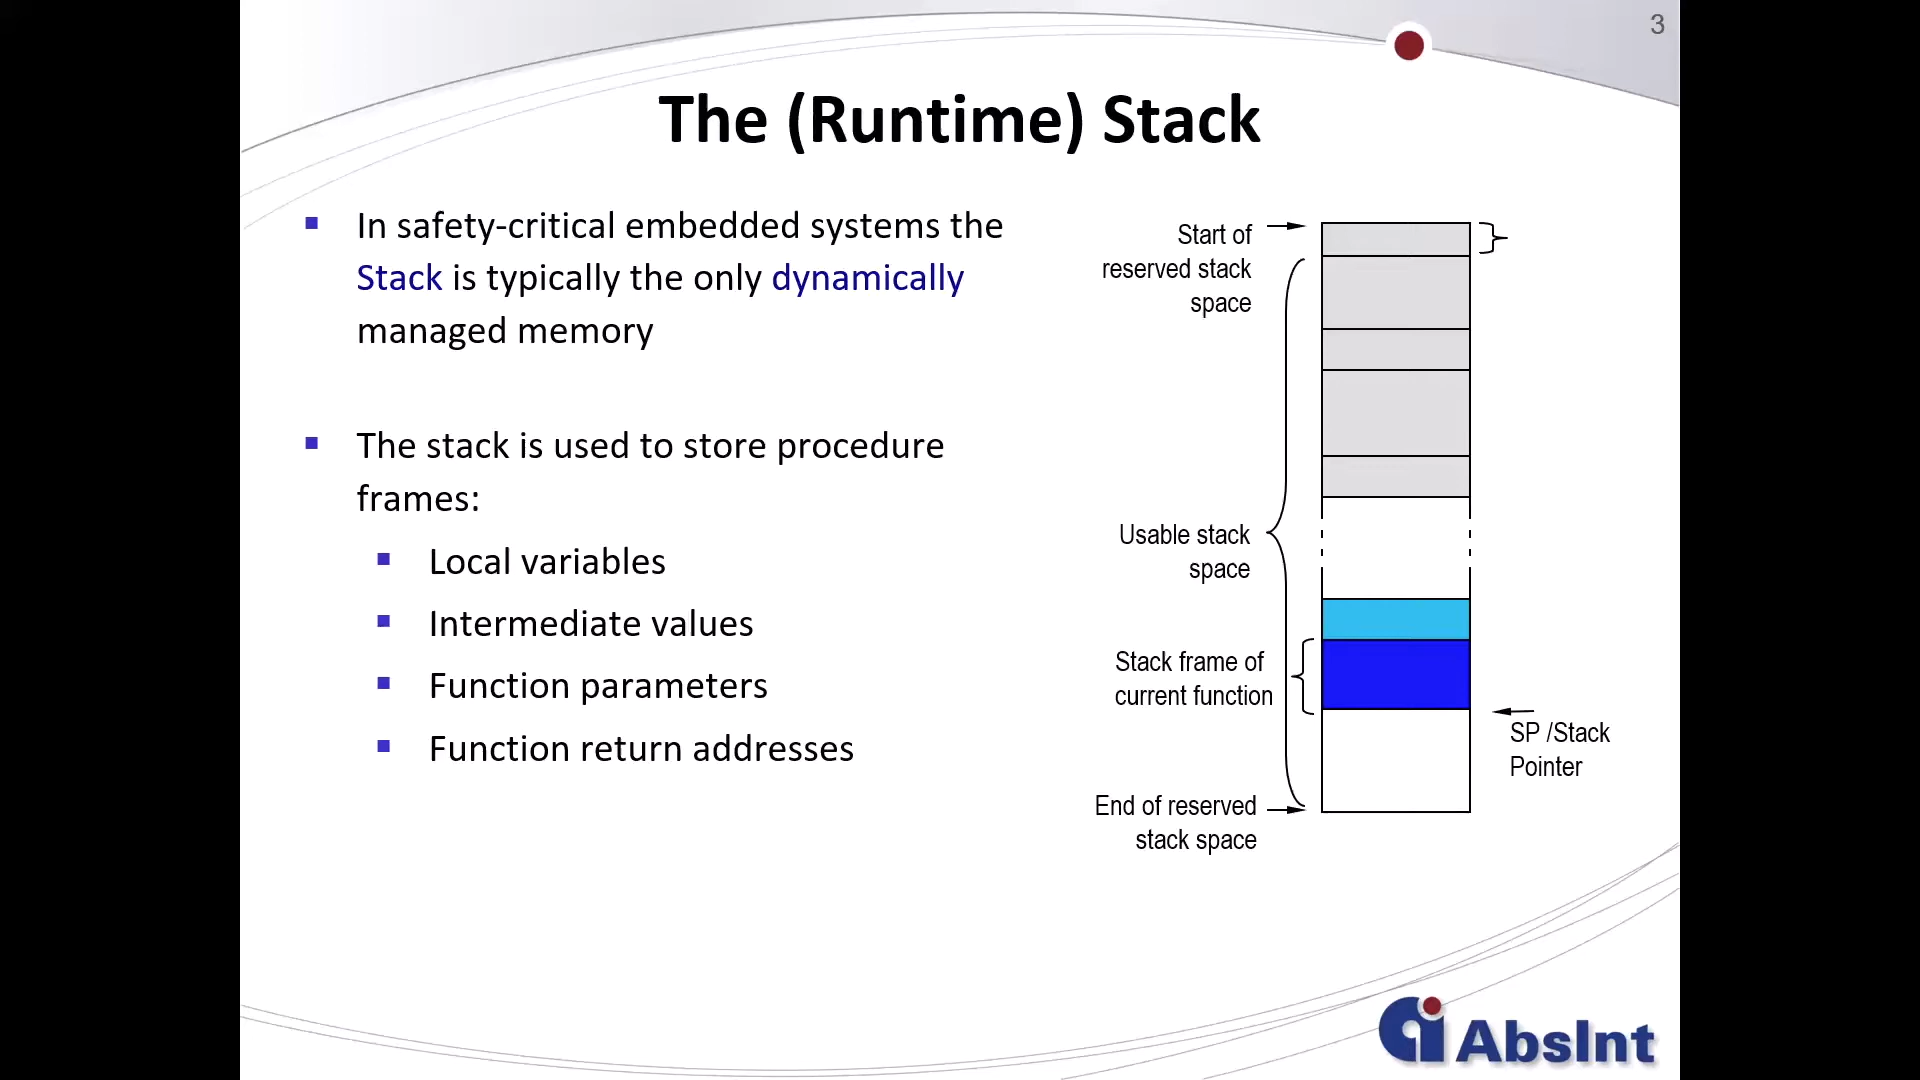 3
The (Runtime) Stack
▪ In safety-critical embedded systems the
Stack is typically the only dynamically
managed memory
▪ The stack is used to store procedure
frames:
▪ Local variables
▪ Intermediate values
▪ Function parameters
▪ Function return addresses
Start of
reserved stack
space
Usable stack
space
Stack frame of
current function
SP /Stack
Pointer
End of reserved
stack space
AbsInt